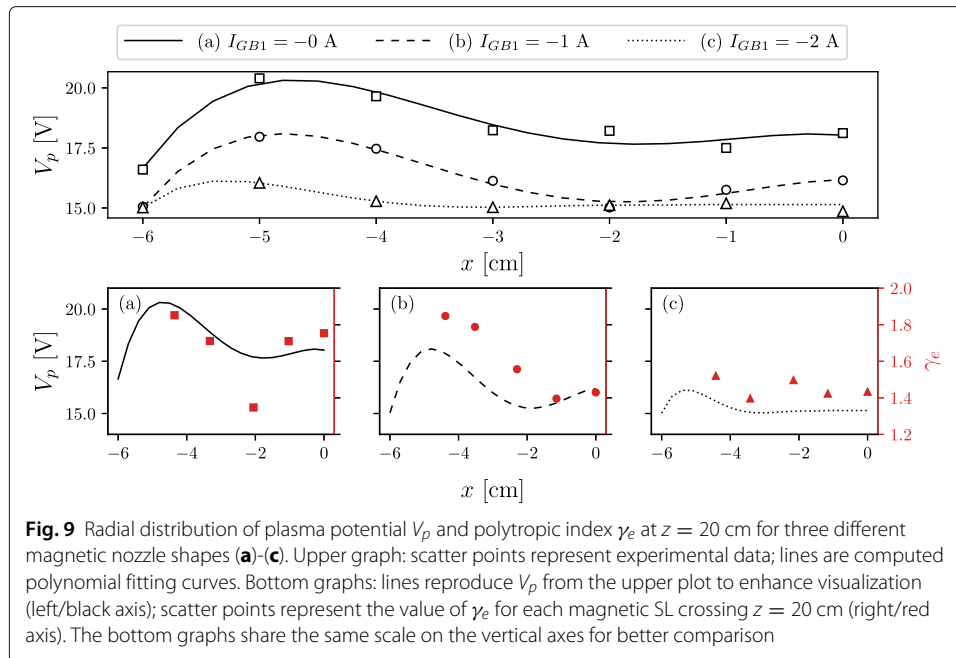 (a) I_GB1 = −0 A (b) I_GB1 = −1 A (c) I_GB1 = −2 A
20.0
17.5
15.0
V_p [V]
−6 −5 −4 −3 −2 −1 0
x [cm]
(a) (b) (c)
20.0
17.5
15.0
V_p [V]
2.0
1.8
1.6
1.4
1.2
γ_e
−6 −4 −2 0 −6 −4 −2 0 −6 −4 −2 0
x [cm] x [cm] x [cm]
Fig. 9 Radial distribution of plasma potential V_p and polytropic index γ_e at z = 20 cm for three different
magnetic nozzle shapes (a)-(c). Upper graph: scatter points represent experimental data; lines are computed
polynomial fitting curves. Bottom graphs: lines reproduce V_p from the upper plot to enhance visualization
(left/black axis); scatter points represent the value of γ_e for each magnetic SL crossing z = 20 cm (right/red
axis). The bottom graphs share the same scale on the vertical axes for better comparison